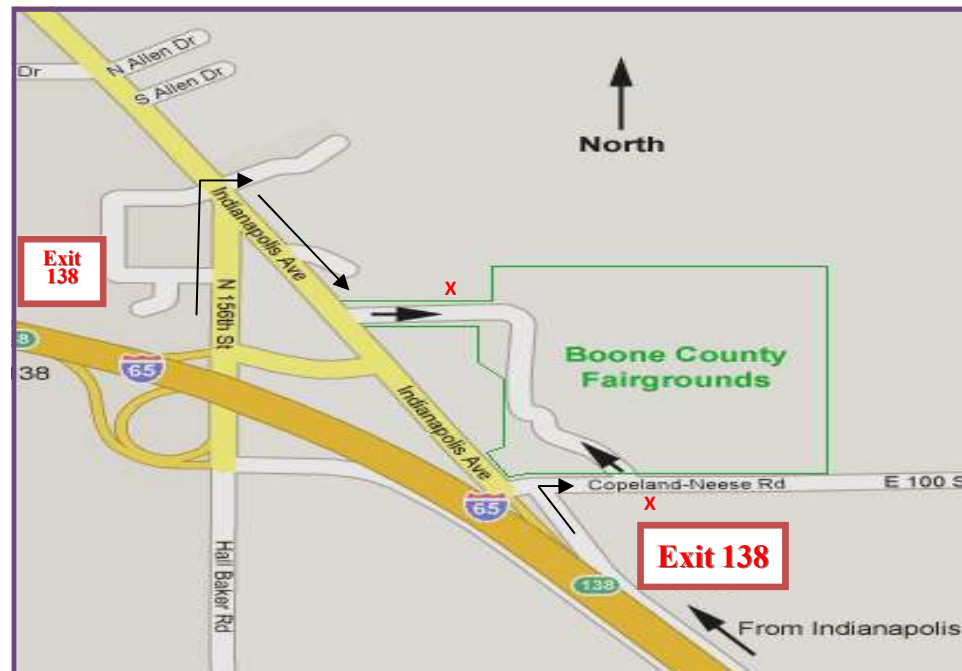 N Allen Dr
Dr
S Allen Dr
North
Indianapolis Ave
Exit
138
N 156th St
X
Boone County
Fairgrounds
8
138
65
Indianapolis Ave
65
Copeland-Neese Rd
E 100 S
X
Exit 138
Hall Baker Rd
138
From Indianapolis